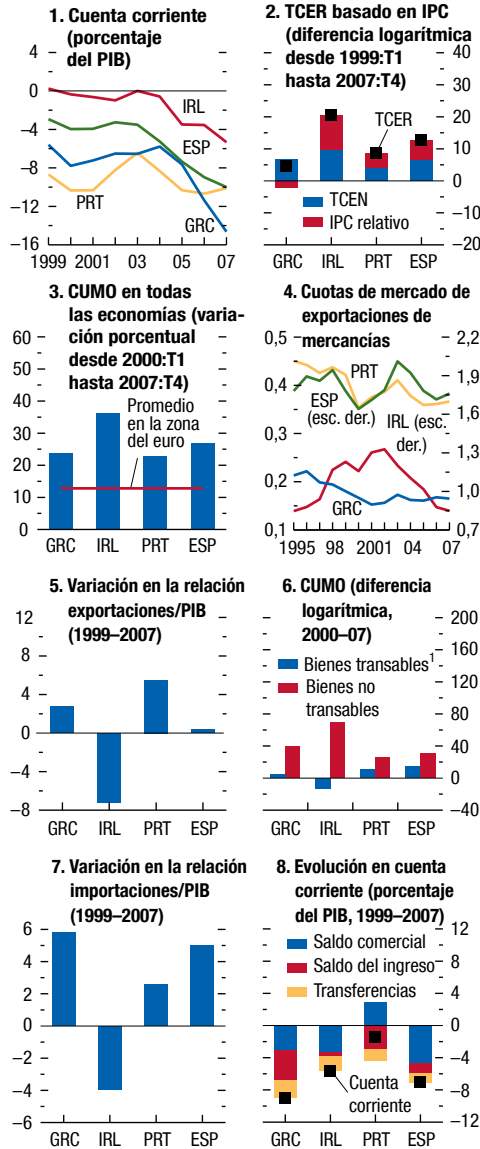 1. Cuenta corriente
(porcentaje
del PIB)
4
0
−4
−8
−12
−16
IRL
ESP
PRT
GRC
1999 2001 03 05 07
2. TCER basado en IPC
(diferencia logarítmica
desde 1999:T1
hasta 2007:T4)
40
30
20
10
0
−10
−20
TCER
TCEN
IPC relativo
GRC IRL PRT ESP
3. CUMO en todas
las economías (varia-
ción porcentual
desde 2000:T1
hasta 2007:T4)
60
50
40
30
20
10
0
Promedio
en la zona
del euro
GRC IRL PRT ESP
4. Cuotas de mercado de
exportaciones de
mercancías
0,5
0,4
0,3
0,2
0,1
2,2
1,9
1,6
1,3
1,0
0,7
PRT
ESP
(esc. der.)
IRL (esc.
der.)
GRC
1995 98 2001 04 07
5. Variación en la relación
exportaciones/PIB
(1999–2007)
12
8
4
0
−4
−8
GRC IRL PRT ESP
6. CUMO (diferencia
logarítmica,
2000–07)
200
160
120
80
40
0
−40
Bienes transables1
Bienes no
transables
GRC IRL PRT ESP
7. Variación en la relación
importaciones/PIB
(1999–2007)
6
4
2
0
−2
−4
−6
GRC IRL PRT ESP
8. Evolución en cuenta
corriente (porcentaje
del PIB, 1999–2007)
12
8
4
0
−4
−8
−12
Saldo comercial
Saldo del ingreso
Transferencias
Cuenta
corriente
GRC IRL PRT ESP